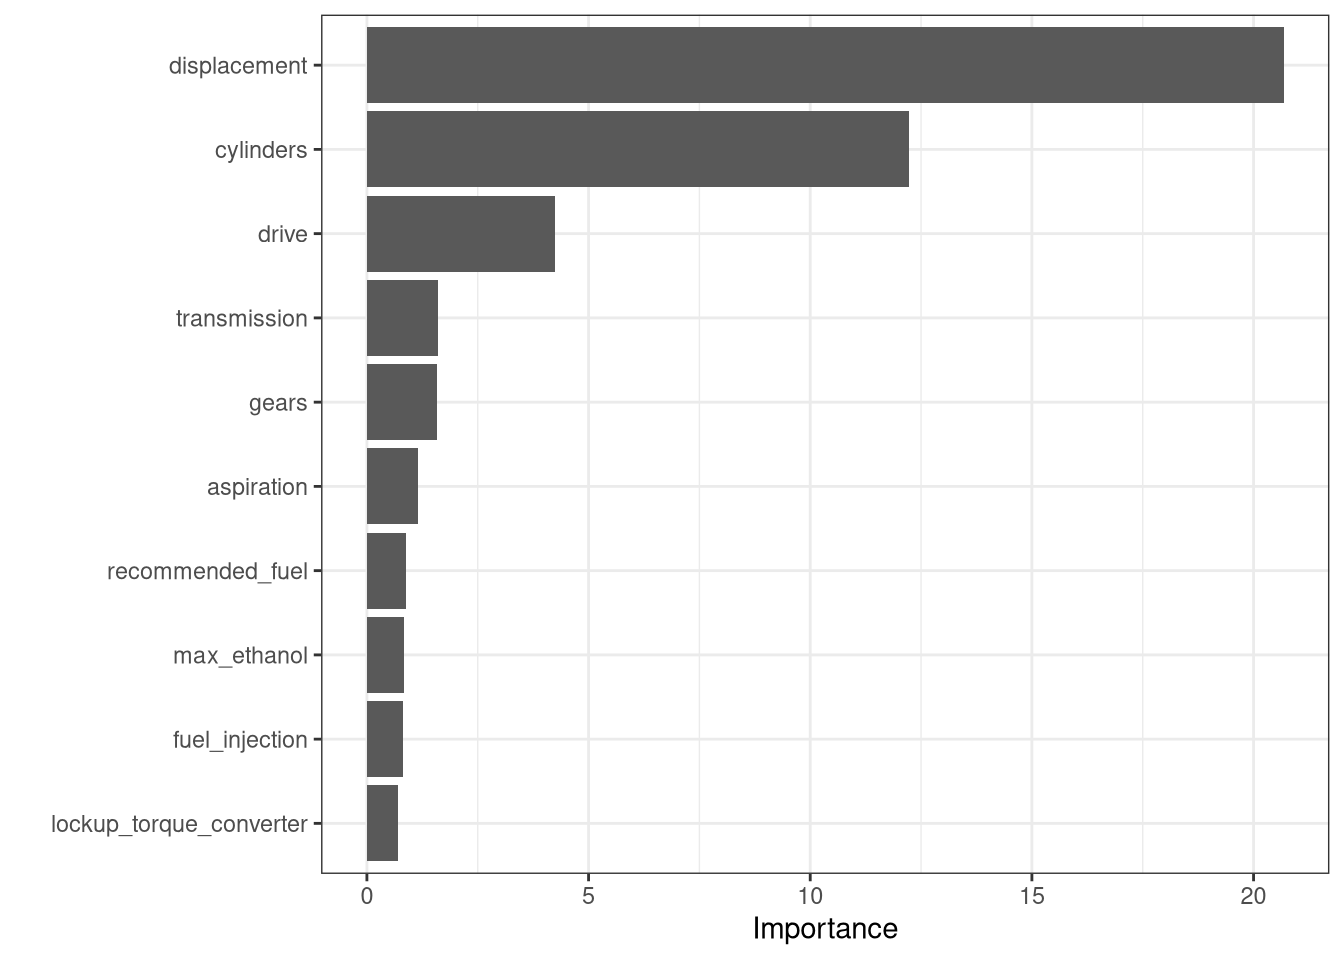 displacement
cylinders
drive
transmission
gears
aspiration
recommended_fuel
max_ethanol
fuel_injection
lockup_torque_converter
0 5 10 15 20
Importance